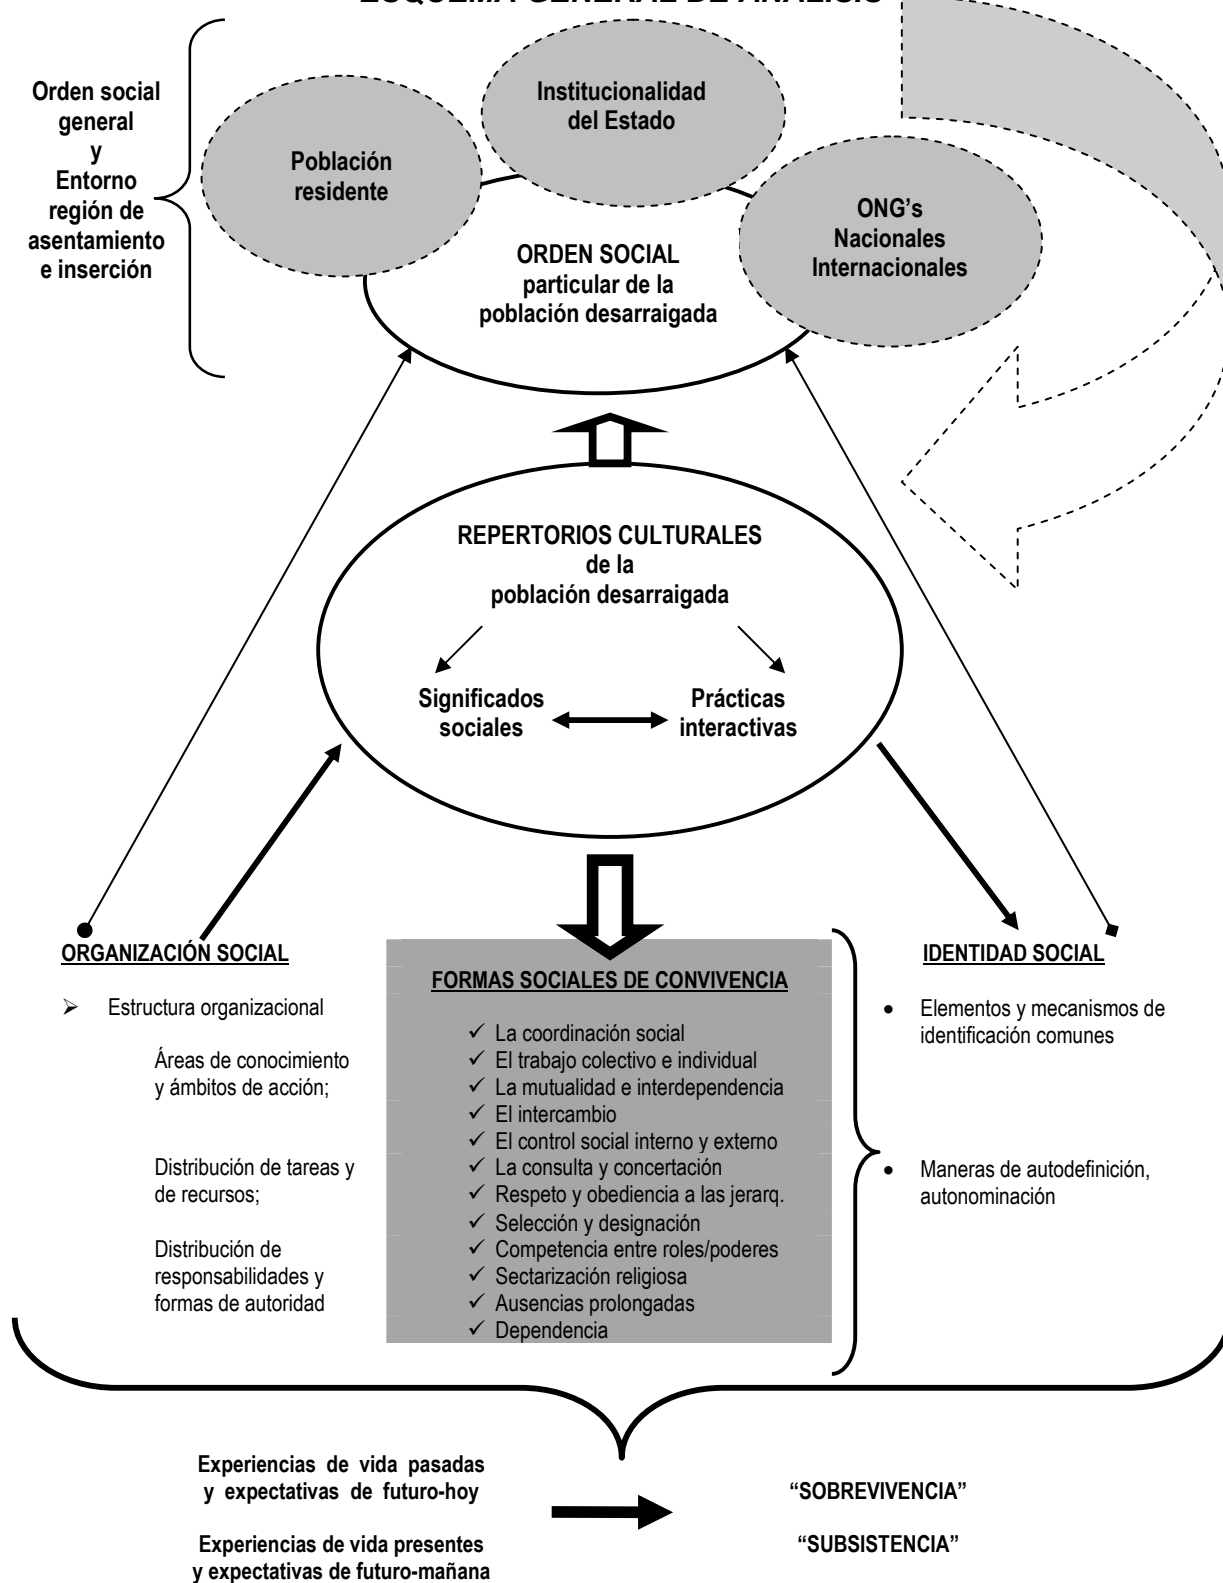 ESQUEMA GENERAL DE ANÁLISIS
Orden social
general
y
Entorno
región de
asentamiento
e inserción
Población
residente
Institucionalidad
del Estado
ONG's
Nacionales
Internacionales
ORDEN SOCIAL
particular de la
población desarraigada
REPERTORIOS CULTURALES
de la
población desarraigada
Significados
sociales
Prácticas
interactivas
ORGANIZACIÓN SOCIAL
➢ Estructura organizacional
Áreas de conocimiento
y ámbitos de acción;
Distribución de tareas y
de recursos;
Distribución de
responsabilidades y
formas de autoridad
FORMAS SOCIALES DE CONVIVENCIA
✓ La coordinación social
✓ El trabajo colectivo e individual
✓ La mutualidad e interdependencia
✓ El intercambio
✓ El control social interno y externo
✓ La consulta y concertación
✓ Respeto y obediencia a las jerarq.
✓ Selección y designación
✓ Competencia entre roles/poderes
✓ Sectarización religiosa
✓ Ausencias prolongadas
✓ Dependencia
IDENTIDAD SOCIAL
• Elementos y mecanismos de
identificación comunes
• Maneras de autodefinición,
autonominación
Experiencias de vida pasadas
y expectativas de futuro-hoy
Experiencias de vida presentes
y expectativas de futuro-mañana
“SOBREVIVENCIA”
“SUBSISTENCIA”